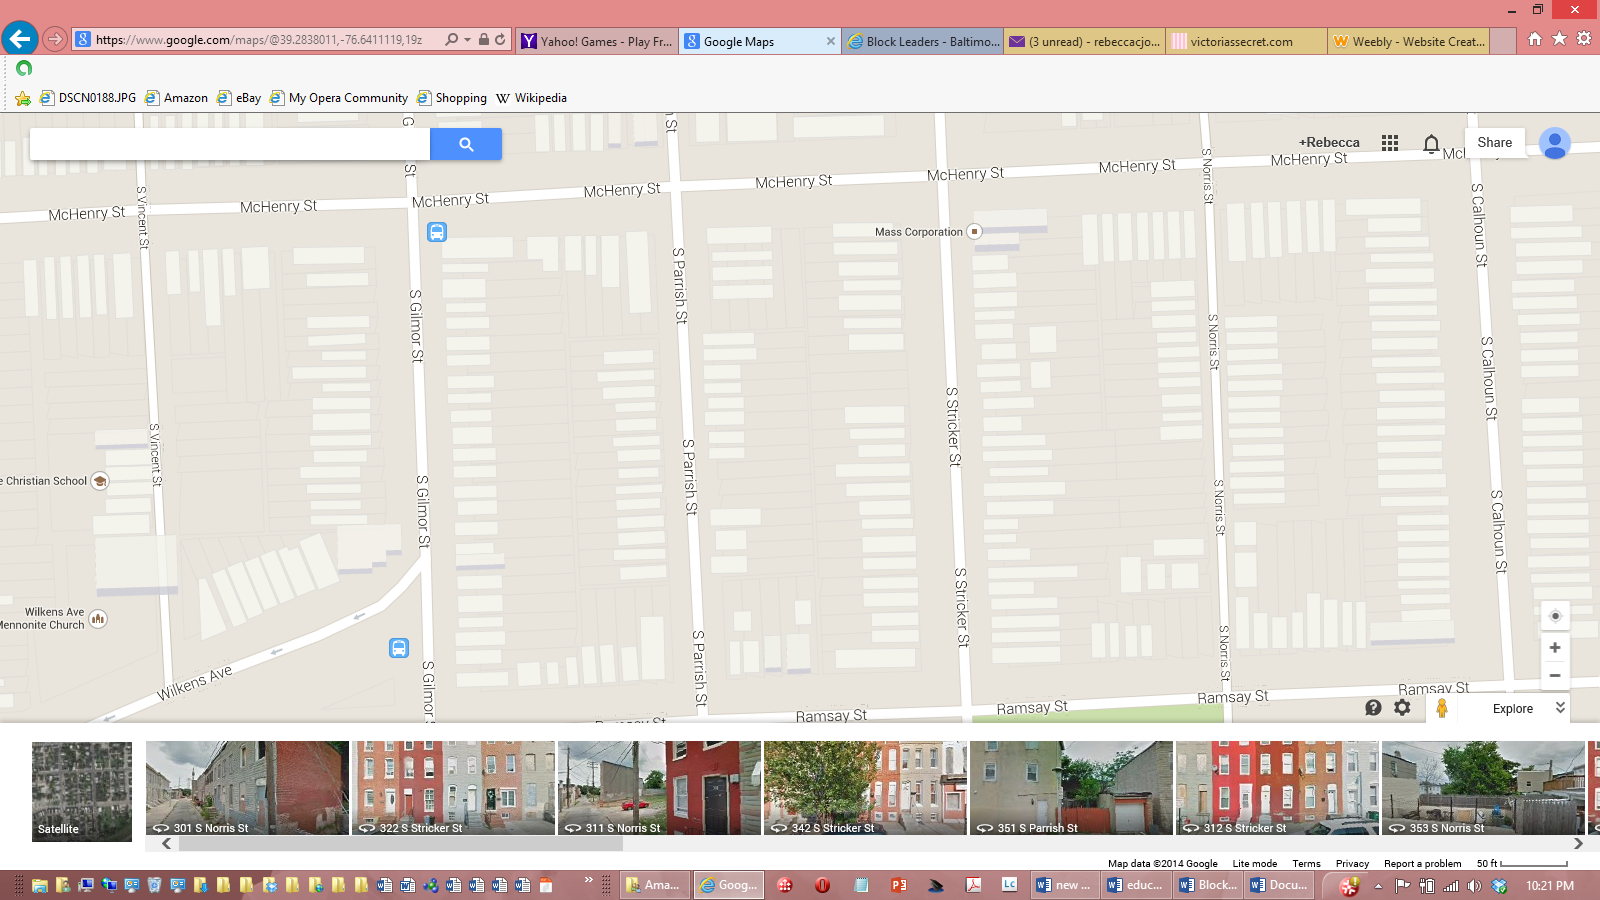 https://www.google.com/maps/@39.2838011,-76.6411119,19z
Yahoo! Games - Play Fr...
Google Maps
Block Leaders - Baltimo...
(3 unread) - rebeccacjo...
victoriassecret.com
Weebly - Website Creat...
DSCN0188.JPG
Amazon
eBay
My Opera Community
Shopping
W Wikipedia
+Rebecca
Share
McHenry St
McHenry St
McHenry St
McHenry St
McHenry St
McHenry St
McHenry St
McHenry St
S Vincent St
S Vincent St
S Gilmor St
S Gilmor St
S Gilmor S
S Parrish St
S Parrish St
S Parrish St
S Stricker St
S Stricker St
S Norris St
S Norris St
S Norris St
S Norris St
S Calhoun St
S Calhoun St
S Calhoun St
Mass Corporation
e Christian School
Wilkens Ave
Mennonite Church
Wilkens Ave
Ramsay St
Ramsay St
Ramsay St
Ramsay St
Explore
Satellite
301 S Norris St
322 S Stricker St
311 S Norris St
342 S Stricker St
351 S Parrish St
312 S Stricker St
353 S Norris St
Map data ©2014 Google
Lite mode
Terms
Privacy
Report a problem
50 ft
Ama...
Goog...
LC
new ...
educ...
Block...
Docu...
10:21 PM